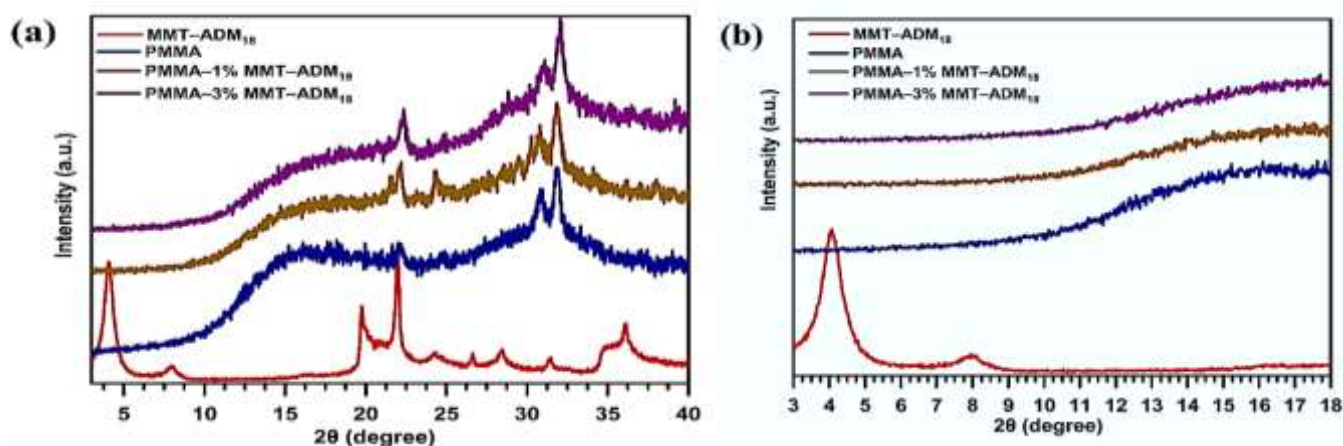 (a)
MMT–ADM₁₈
PMMA
PMMA–1% MMT–ADM₁₈
PMMA–3% MMT–ADM₁₈
Intensity (a.u.)
5 10 15 20 25 30 35 40
2θ (degree)
(b)
MMT–ADM₁₈
PMMA
PMMA–1% MMT–ADM₁₈
PMMA–3% MMT–ADM₁₈
Intensity (a.u.)
3 4 5 6 7 8 9 10 11 12 13 14 15 16 17 18
2θ (degree)